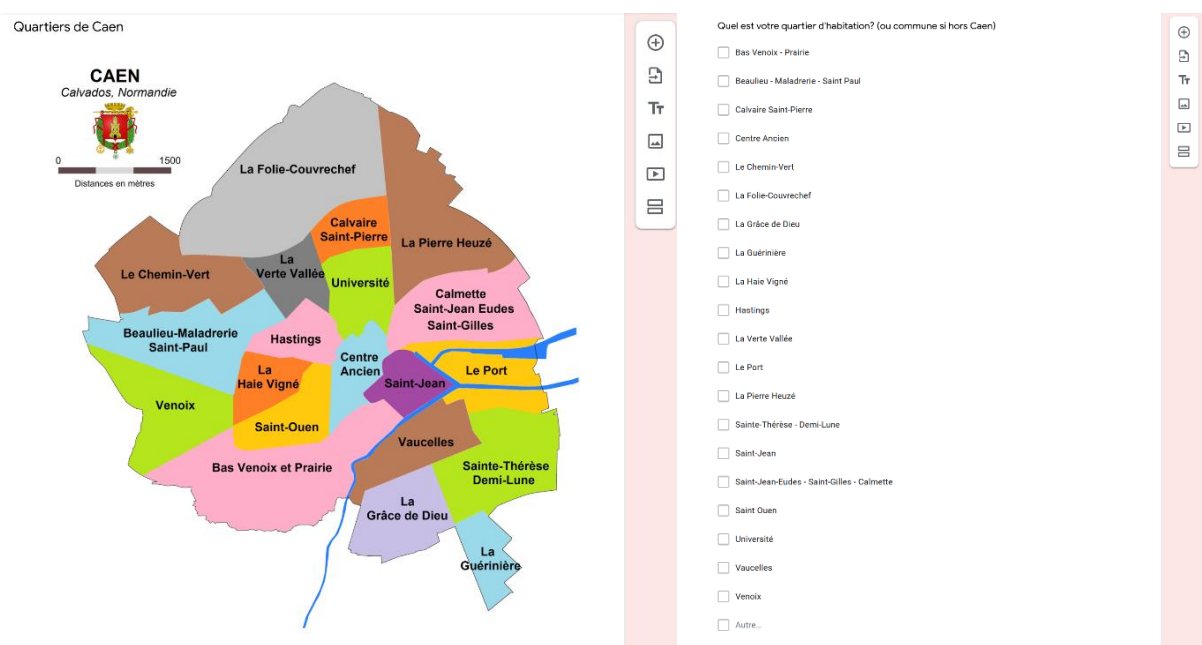 Quartiers de Caen
CAEN
Calvados, Normandie
0 1500
Distances en mètres
La Folie-Couvrechef
Calvaire
Saint-Pierre
La Pierre Heuzé
La
Verte Vallée
Le Chemin-Vert
Université
Calmette
Saint-Jean Eudes
Saint-Gilles
Beaulieu-Maladrerie
Saint-Paul
Hastings
Centre
Ancien
La
Haie Vigné
Saint-Jean
Le Port
Venoix
Saint-Ouen
Vaucelles
Bas Venoix et Prairie
Sainte-Thérèse
Demi-Lune
La
Grâce de Dieu
La
Guérinière
Quel est votre quartier d'habitation? (ou commune si hors Caen)
Bas Venoix - Prairie
Beaulieu - Maladrerie - Saint Paul
Calvaire Saint-Pierre
Centre Ancien
Le Chemin-Vert
La Folie-Couvrechef
La Grâce de Dieu
La Guérinière
La Haie Vigné
Hastings
La Verte Vallée
Le Port
La Pierre Heuzé
Sainte-Thérèse - Demi-Lune
Saint-Jean
Saint-Jean-Eudes - Saint-Gilles - Calmette
Saint Ouen
Université
Vaucelles
Venoix
Autre...